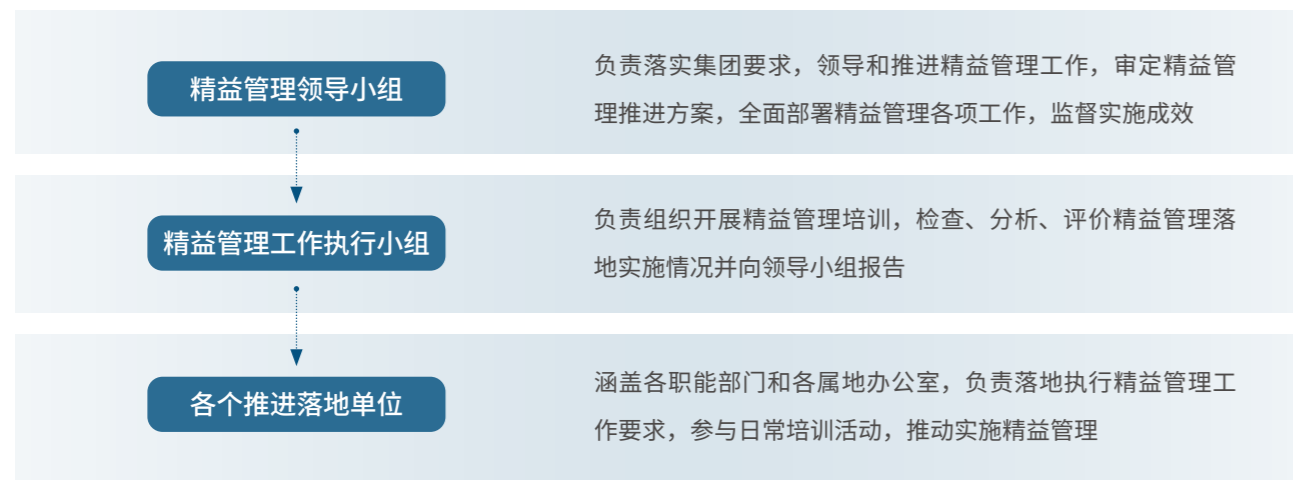 精益管理领导小组
负责落实集团要求，领导和推进精益管理工作，审定精益管
理推进方案，全面部署精益管理各项工作，监督实施成效
精益管理工作执行小组
负责组织开展精益管理培训，检查、分析、评价精益管理落
地实施情况并向领导小组报告
各个推进落地单位
涵盖各职能部门和各属地办公室，负责落地执行精益管理工
作要求，参与日常培训活动，推动实施精益管理